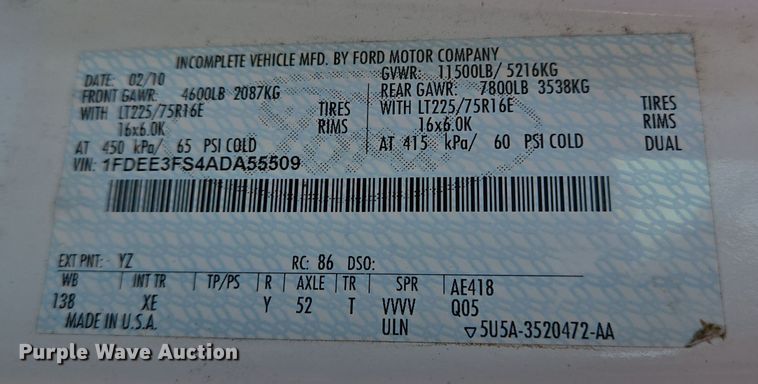 INCOMPLETE VEHICLE MFD. BY FORD MOTOR COMPANY
DATE: 02/10 GVWR: 11500LB/ 5216KG
FRONT GAWR: 4600LB 2087KG REAR GAWR: 7800LB 3538KG
WITH LT225/75R16E TIRES WITH LT225/75R16E TIRES
16x6.0K RIMS 16x6.0K RIMS
AT 450 kPa/ 65 PSI COLD AT 415 kPa/ 60 PSI COLD DUAL
VIN: 1FDEE3FS4ADA55509
EXT PNT: YZ RC: 86 DSO:
WB INT TR TP/PS R AXLE TR SPR AE418
138 XE Y 52 T VVVV Q05
MADE IN U.S.A. ULN ▽5U5A-3520472-AA
Purple Wave Auction